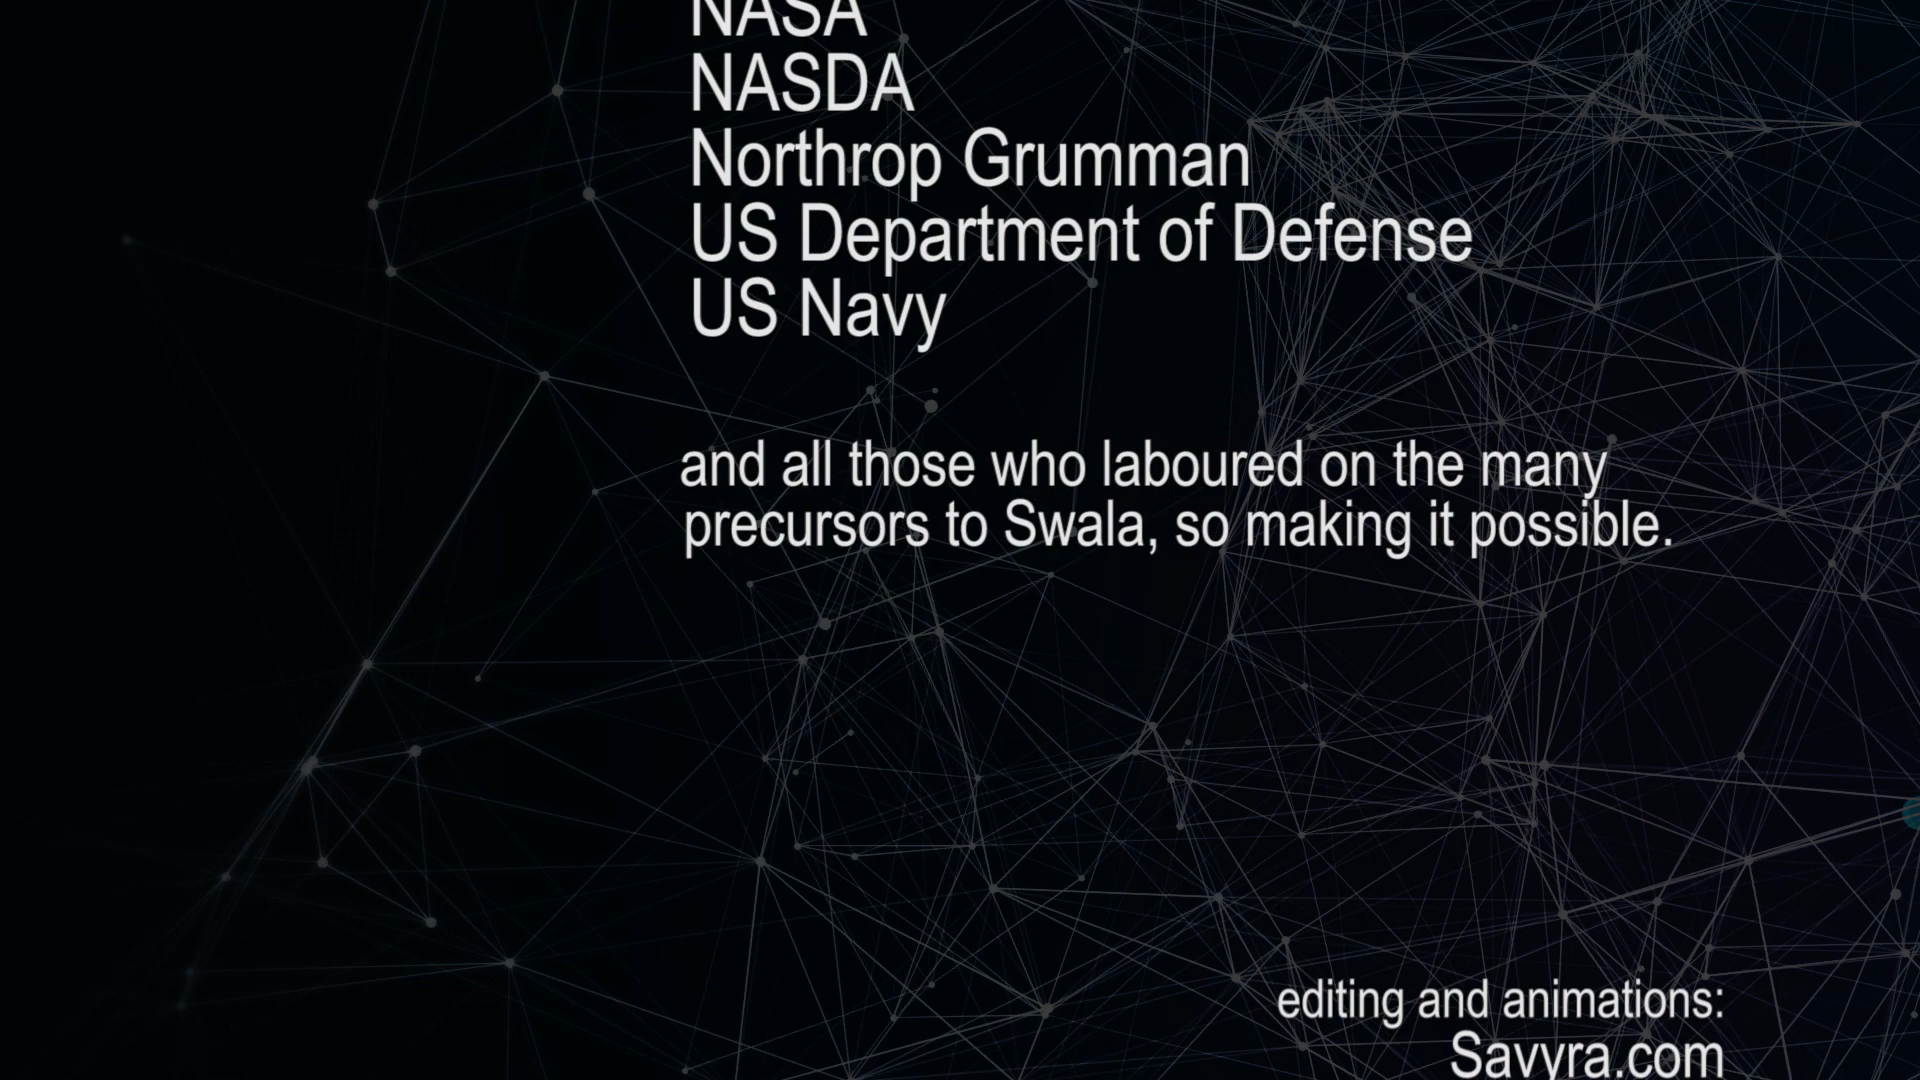 NASA
NASDA
Northrop Grumman
US Department of Defense
US Navy
and all those who laboured on the many
precursors to Swala, so making it possible.
editing and animations:
Savyra.com